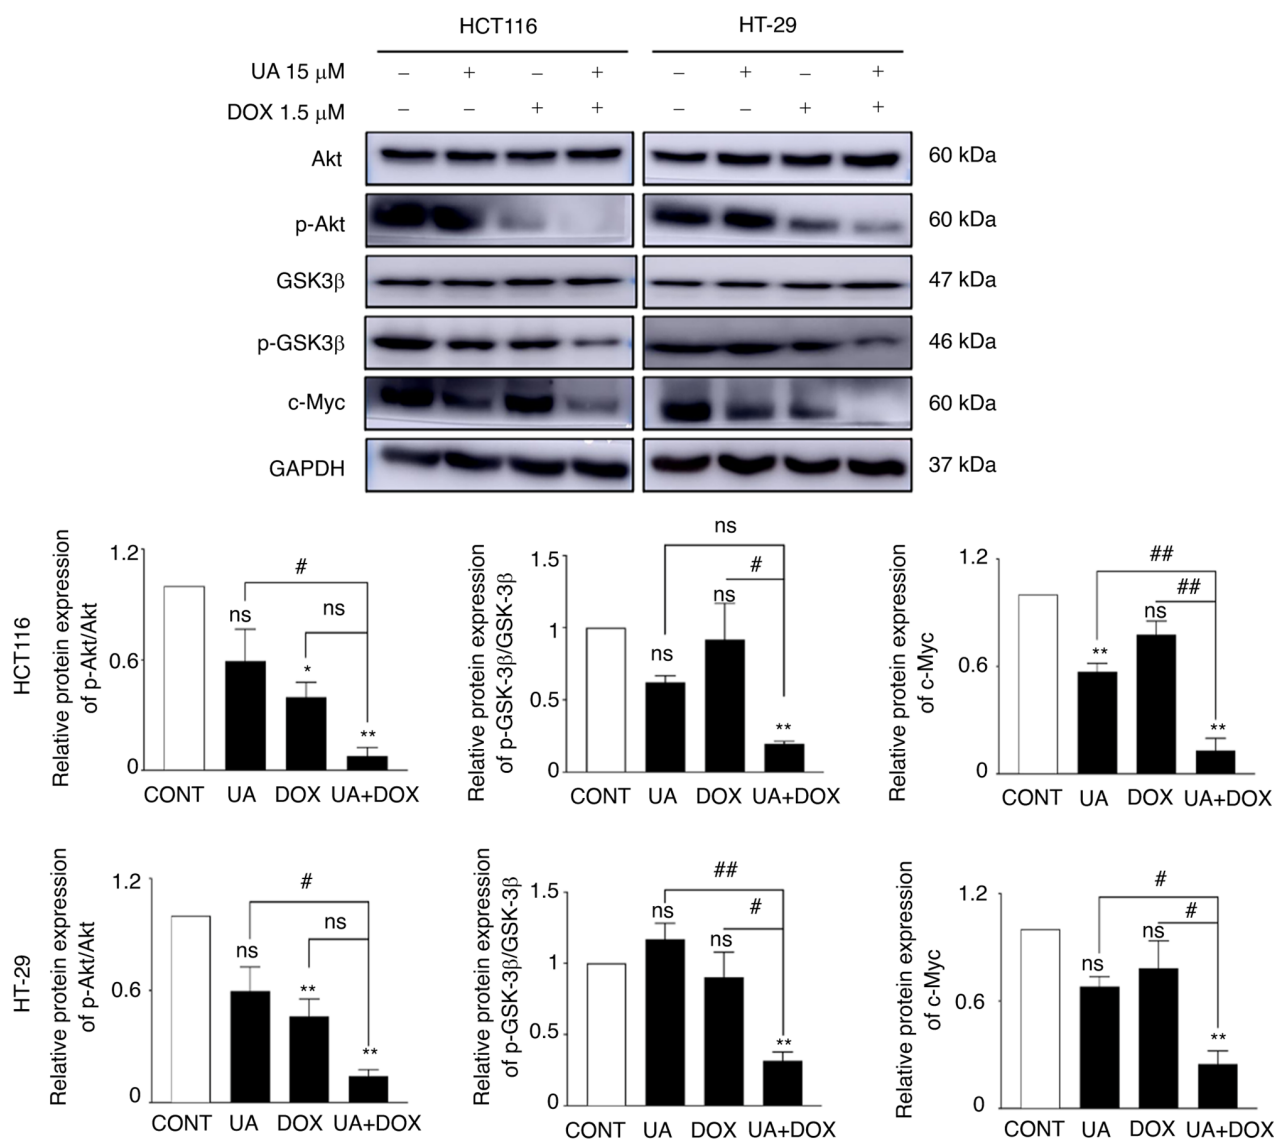 HCT116 HT-29
UA 15 μM – + – + – + – +
DOX 1.5 μM – – + + – – + +
Akt 60 kDa
p-Akt 60 kDa
GSK3β 47 kDa
p-GSK3β 46 kDa
c-Myc 60 kDa
GAPDH 37 kDa
HCT116
Relative protein expression
of p-Akt/Akt
1.2
0.6
0
#
ns
ns
*
**
CONT UA DOX UA+DOX
Relative protein expression
of p-GSK-3β/GSK-3β
1.5
1
0.5
0
ns
#
ns
ns
**
CONT UA DOX UA+DOX
Relative protein expression
of c-Myc
1.2
0.6
0
##
##
ns
**
**
CONT UA DOX UA+DOX
HT-29
Relative protein expression
of p-Akt/Akt
1.2
0.6
0
#
ns
ns
**
**
CONT UA DOX UA+DOX
Relative protein expression
of p-GSK-3β/GSK-3β
1.5
1
0.5
0
##
#
ns
ns
**
CONT UA DOX UA+DOX
Relative protein expression
of c-Myc
1.2
0.6
0
#
#
ns
ns
**
CONT UA DOX UA+DOX